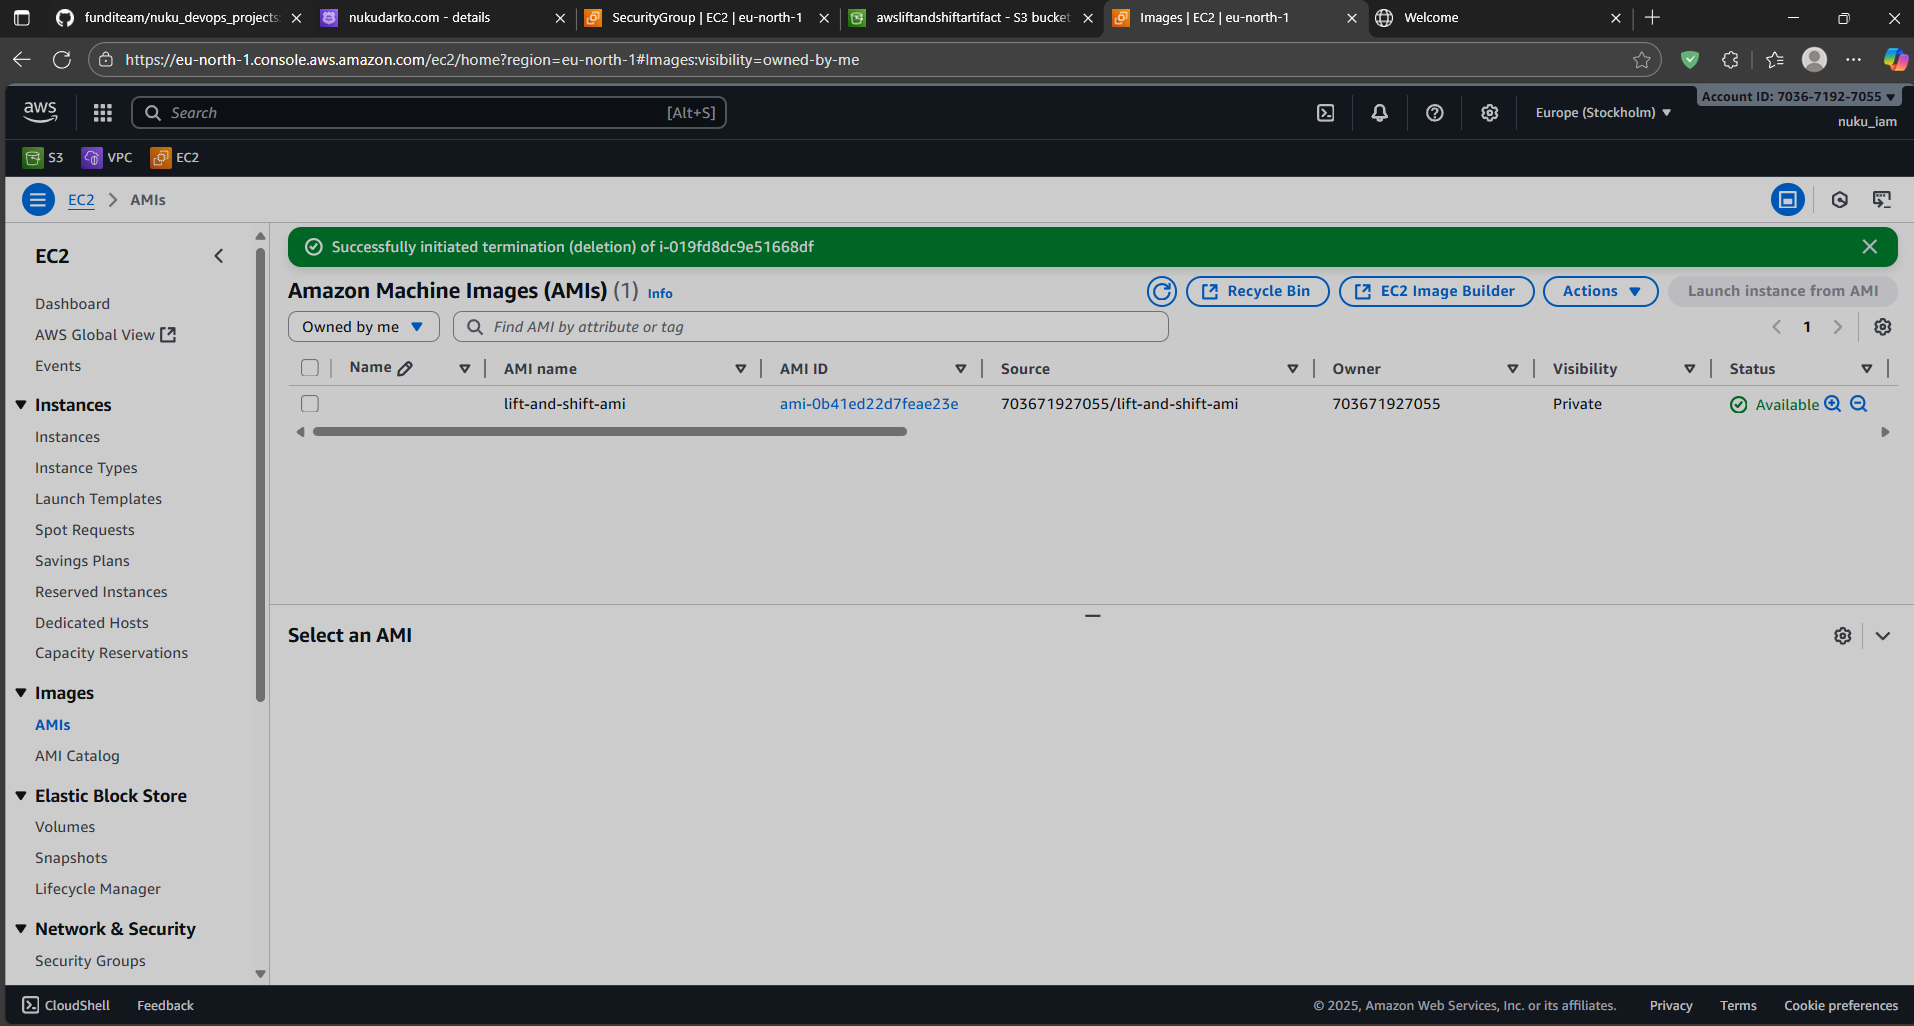 funditeam/nuku_devops_projects:
nukudarko.com - details
SecurityGroup | EC2 | eu-north-1
awsliftandshiftartifact - S3 bucket
Images | EC2 | eu-north-1
Welcome
https://eu-north-1.console.aws.amazon.com/ec2/home?region=eu-north-1#Images:visibility=owned-by-me
aws
Search
[Alt+S]
Europe (Stockholm)
Account ID: 7036-7192-7055
nuku_iam
S3
VPC
EC2
EC2
AMIs
EC2
Dashboard
AWS Global View
Events
Instances
Instances
Instance Types
Launch Templates
Spot Requests
Savings Plans
Reserved Instances
Dedicated Hosts
Capacity Reservations
Images
AMIs
AMI Catalog
Elastic Block Store
Volumes
Snapshots
Lifecycle Manager
Network & Security
Security Groups
Successfully initiated termination (deletion) of i-019fd8dc9e51668df
Amazon Machine Images (AMIs) (1) Info
Recycle Bin
EC2 Image Builder
Actions
Launch instance from AMI
Owned by me
Find AMI by attribute or tag
1
Name AMI name AMI ID Source Owner Visibility Status
lift-and-shift-ami ami-0b41ed22d7feae23e 703671927055/lift-and-shift-ami 703671927055 Private Available
Select an AMI
CloudShell
Feedback
© 2025, Amazon Web Services, Inc. or its affiliates.
Privacy
Terms
Cookie preferences